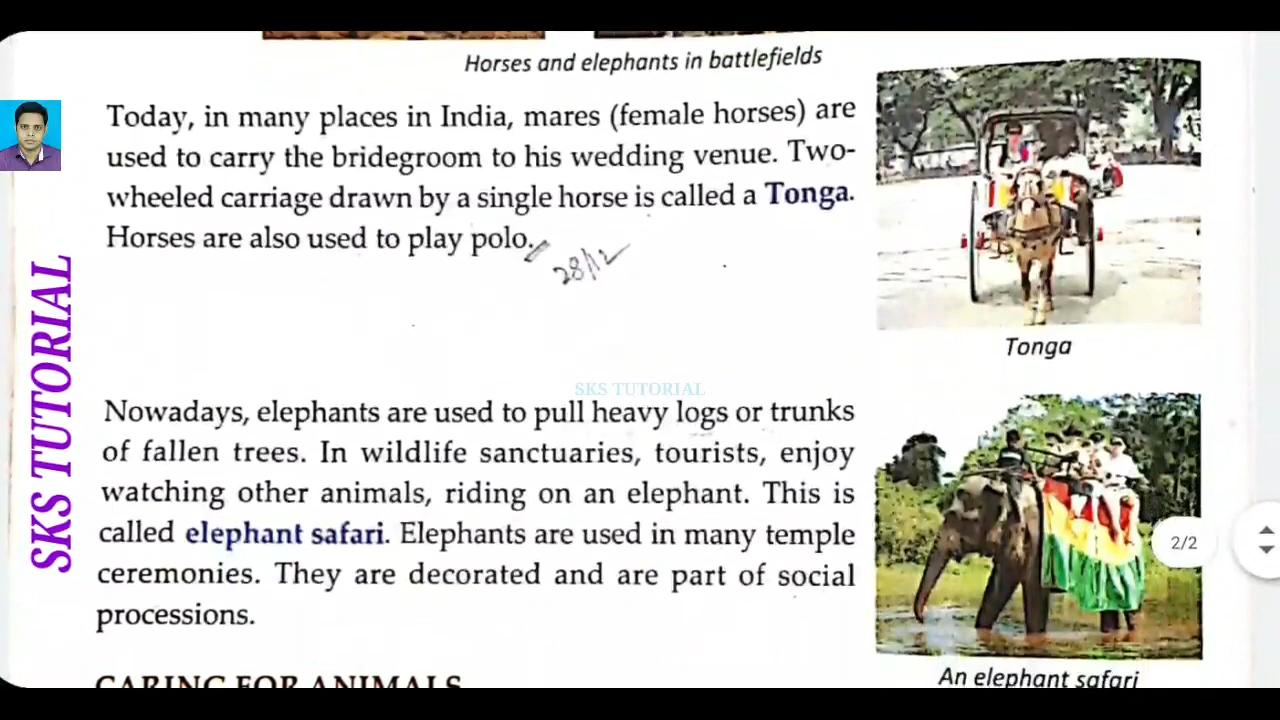 Horses and elephants in battlefields
Today, in many places in India, mares (female horses) are
used to carry the bridegroom to his wedding venue. Two-
wheeled carriage drawn by a single horse is called a Tonga.
Horses are also used to play polo.
28/12
Tonga
SKS TUTORIAL
SKS TUTORIAL
Nowadays, elephants are used to pull heavy logs or trunks
of fallen trees. In wildlife sanctuaries, tourists, enjoy
watching other animals, riding on an elephant. This is
called elephant safari. Elephants are used in many temple
ceremonies. They are decorated and are part of social
processions.
2/2
An elephant safari
CARING FOR ANIMALS